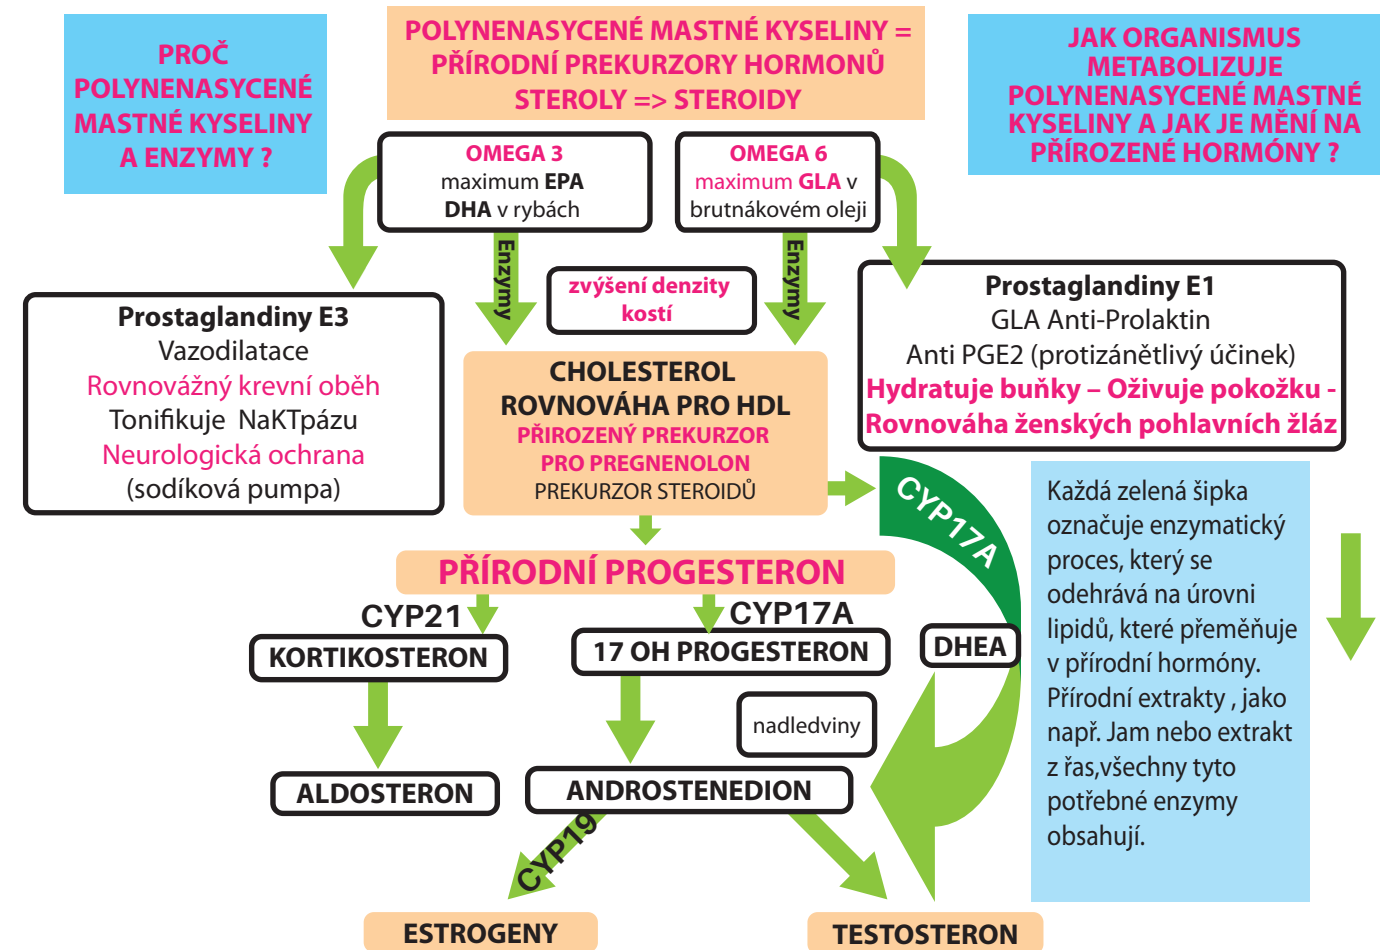 PROČ
POLYNENASYCENÉ
MASTNÉ KYSELINY
A ENZYMY ?
POLYNENASYCENÉ MASTNÉ KYSELINY =
PŘÍRODNÍ PREKURZORY HORMONŮ
STEROLY => STEROIDY
JAK ORGANISMUS
METABOLIZUJE
POLYNENASYCENÉ MASTNÉ
KYSELINY A JAK JE MĚNÍ NA
PŘÍROZENÉ HORMÓNY ?
OMEGA 3
maximum EPA
DHA v rybách
OMEGA 6
maximum GLA v
brutnákovém oleji
Enzymy
Enzymy
zvýšení denzity
kostí
Prostaglandiny E3
Vazodilatace
Rovnovážný krevní oběh
Tonifikuje NaKTpázu
Neurologická ochrana
(sodíková pumpa)
Prostaglandiny E1
GLA Anti-Prolaktin
Anti PGE2 (protizánětlivý účinek)
Hydratuje buňky – Oživuje pokožku -
Rovnováha ženských pohlavních žláz
CHOLESTEROL
ROVNOVÁHA PRO HDL
PŘIROZENÝ PREKURZOR
PRO PREGNENOLON
PREKURZOR STEROIDŮ
CYP17A
Každá zelená šipka
označuje enzymatický
proces, který se
odehrává na úrovni
lipidů, které přeměňuje
v přírodní hormóny.
Přírodní extrakty , jako
např. Jam nebo extrakt
z řas,všechny tyto
potřebné enzymy
obsahují.
PŘÍRODNÍ PROGESTERON
CYP21
CYP17A
KORTIKOSTERON
17 OH PROGESTERON
DHEA
nadledviny
ALDOSTERON
ANDROSTENEDION
CYP19
ESTROGENY
TESTOSTERON